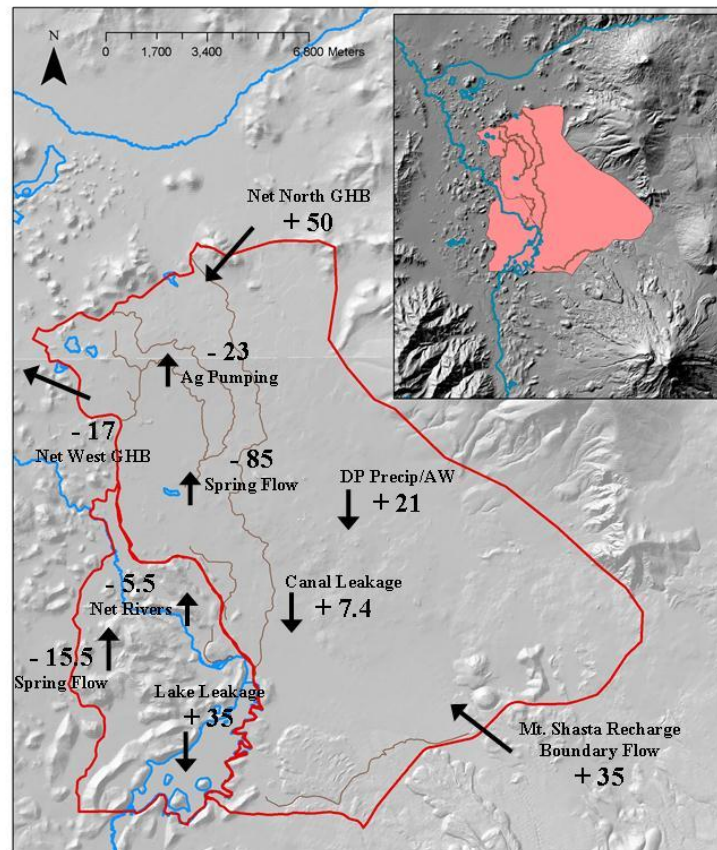 N
0 1,700 3,400 6,800 Meters
Net North GHB
+ 50
- 23
Ag Pumping
- 17
Net West GHB
- 85
Spring Flow
DP Precip/AW
+ 21
Canal Leakage
+ 7.4
- 5.5
Net Rivers
- 15.5
Spring Flow
Lake Leakage
+ 35
Mt. Shasta Recharge
Boundary Flow
+ 35